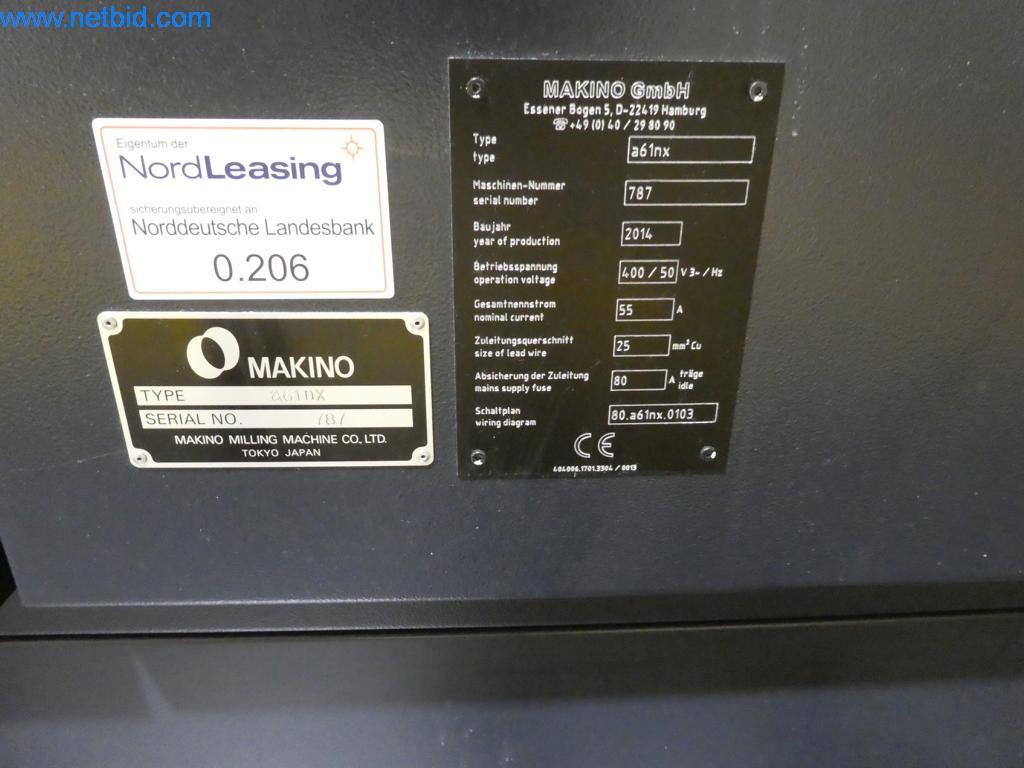 www.netbid.com
Eigentum der
NordLeasing
sicherungsübereignet an
Norddeutsche Landesbank
0.206
MAKINO
TYPE a61nx
SERIAL NO. 787
MAKINO MILLING MACHINE CO., LTD.
TOKYO JAPAN
MAKINO GmbH
Essener Bogen 5, D-22419 Hamburg
☏ +49 (0) 40 / 29 80 90
Type
type a61nx
Maschinen-Nummer
serial number 787
Baujahr
year of production 2014
Betriebsspannung
operation voltage 400 / 50 V 3~ / Hz
Gesamtnennstrom
nominal current 55 A
Zuleitungsquerschnitt
size of lead wire 25 mm² Cu
Absicherung der Zuleitung
mains supply fuse 80 A träge
idle
Schaltplan
wiring diagram 80.a61nx.0103
CE
404006.1701.3304 / 0013